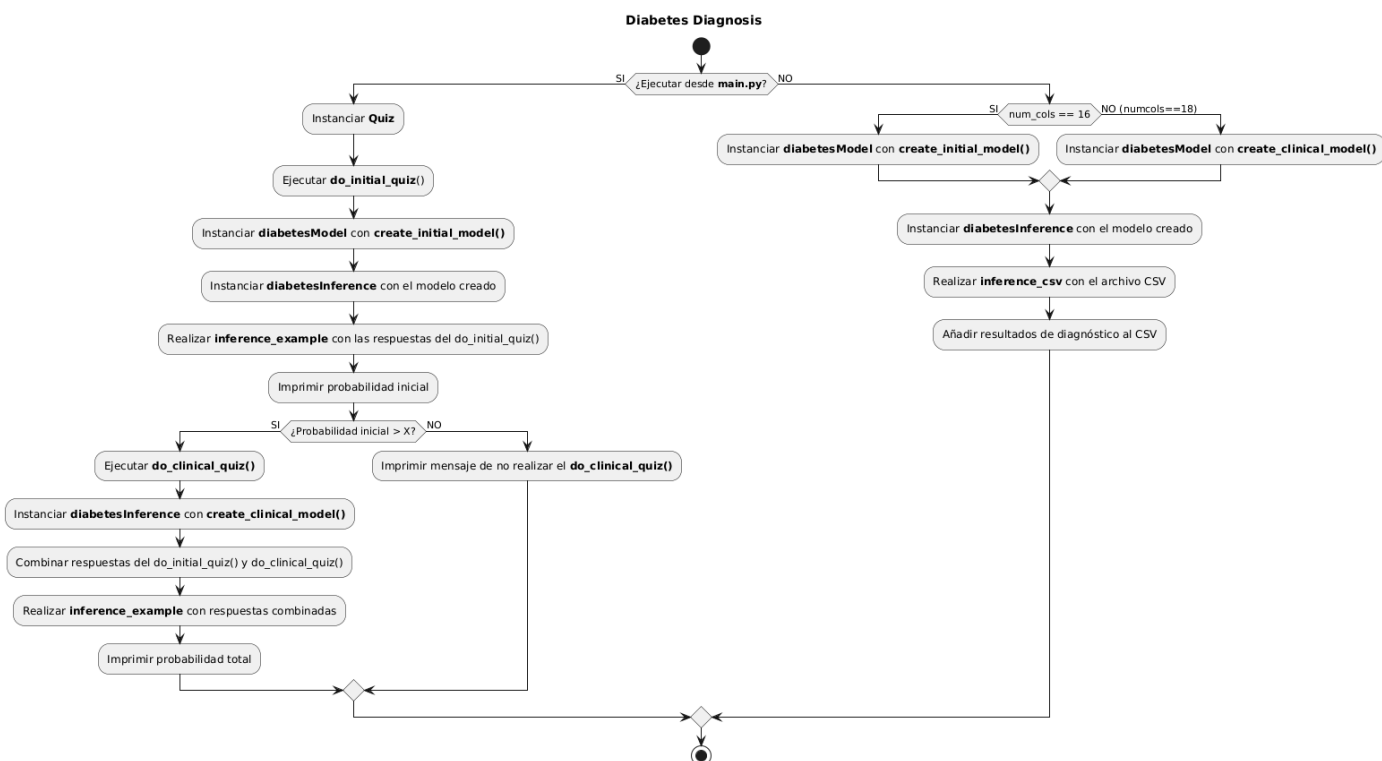 Diabetes Diagnosis
¿Ejecutar desde main.py?
SI
NO
Instanciar Quiz
Ejecutar do_initial_quiz()
Instanciar diabetesModel con create_initial_model()
Instanciar diabetesInference con el modelo creado
Realizar inference_example con las respuestas del do_initial_quiz()
Imprimir probabilidad inicial
¿Probabilidad inicial > X?
SI
NO
Ejecutar do_clinical_quiz()
Instanciar diabetesInference con create_clinical_model()
Combinar respuestas del do_initial_quiz() y do_clinical_quiz()
Realizar inference_example con respuestas combinadas
Imprimir probabilidad total
Imprimir mensaje de no realizar el do_clinical_quiz()
num_cols == 16
SI
NO (numcols==18)
Instanciar diabetesModel con create_initial_model()
Instanciar diabetesModel con create_clinical_model()
Instanciar diabetesInference con el modelo creado
Realizar inference_csv con el archivo CSV
Añadir resultados de diagnóstico al CSV